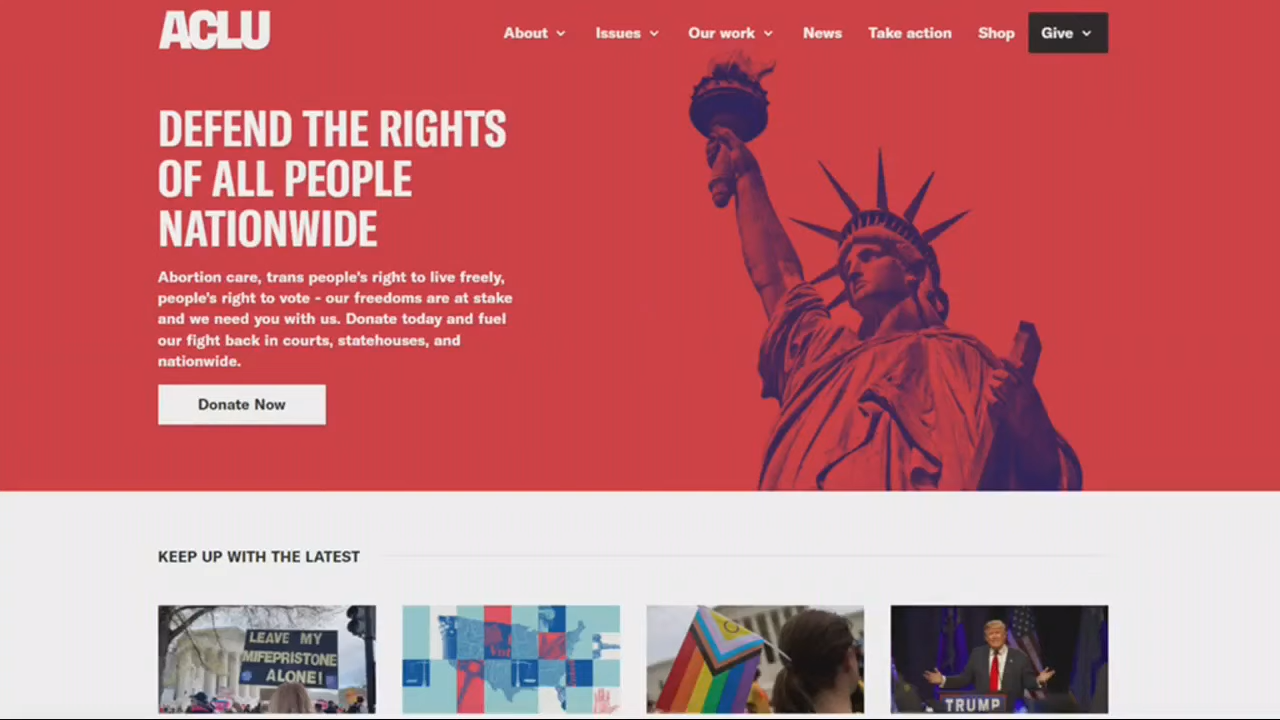 ACLU
About
Issues
Our work
News
Take action
Shop
Give
DEFEND THE RIGHTS
OF ALL PEOPLE
NATIONWIDE
Abortion care, trans people's right to live freely,
people's right to vote - our freedoms are at stake
and we need you with us. Donate today and fuel
our fight back in courts, statehouses, and
nationwide.
Donate Now
KEEP UP WITH THE LATEST
LEAVE MY
MIFEPRISTONE
ALONE!
Vot
TRUMP